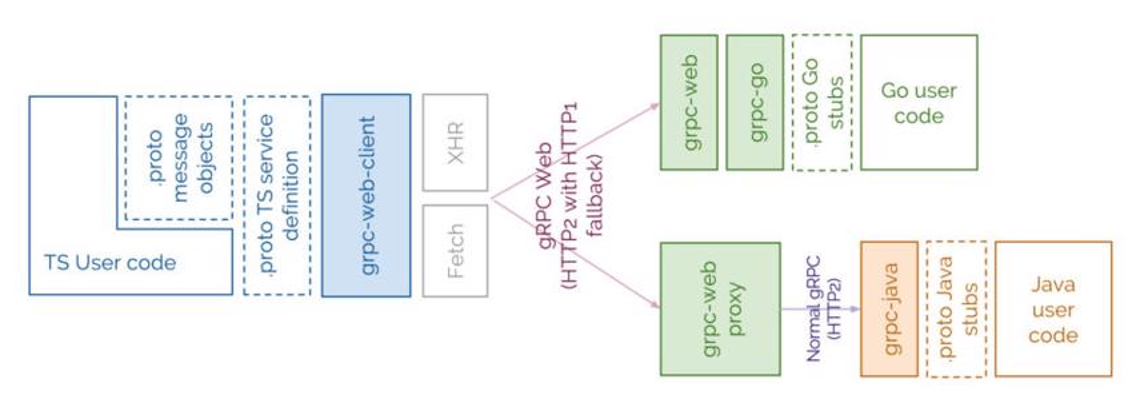 TS User code
.proto
message
objects
.proto TS service
definition
grpc-web-client
XHR
Fetch
gRPC Web
(HTTP2 with HTTP1
fallback)
grpc-web
grpc-go
.proto Go
stubs
Go user
code
grpc-web
proxy
Normal gRPC
(HTTP2)
grpc-java
.proto Java
stubs
Java
user
code